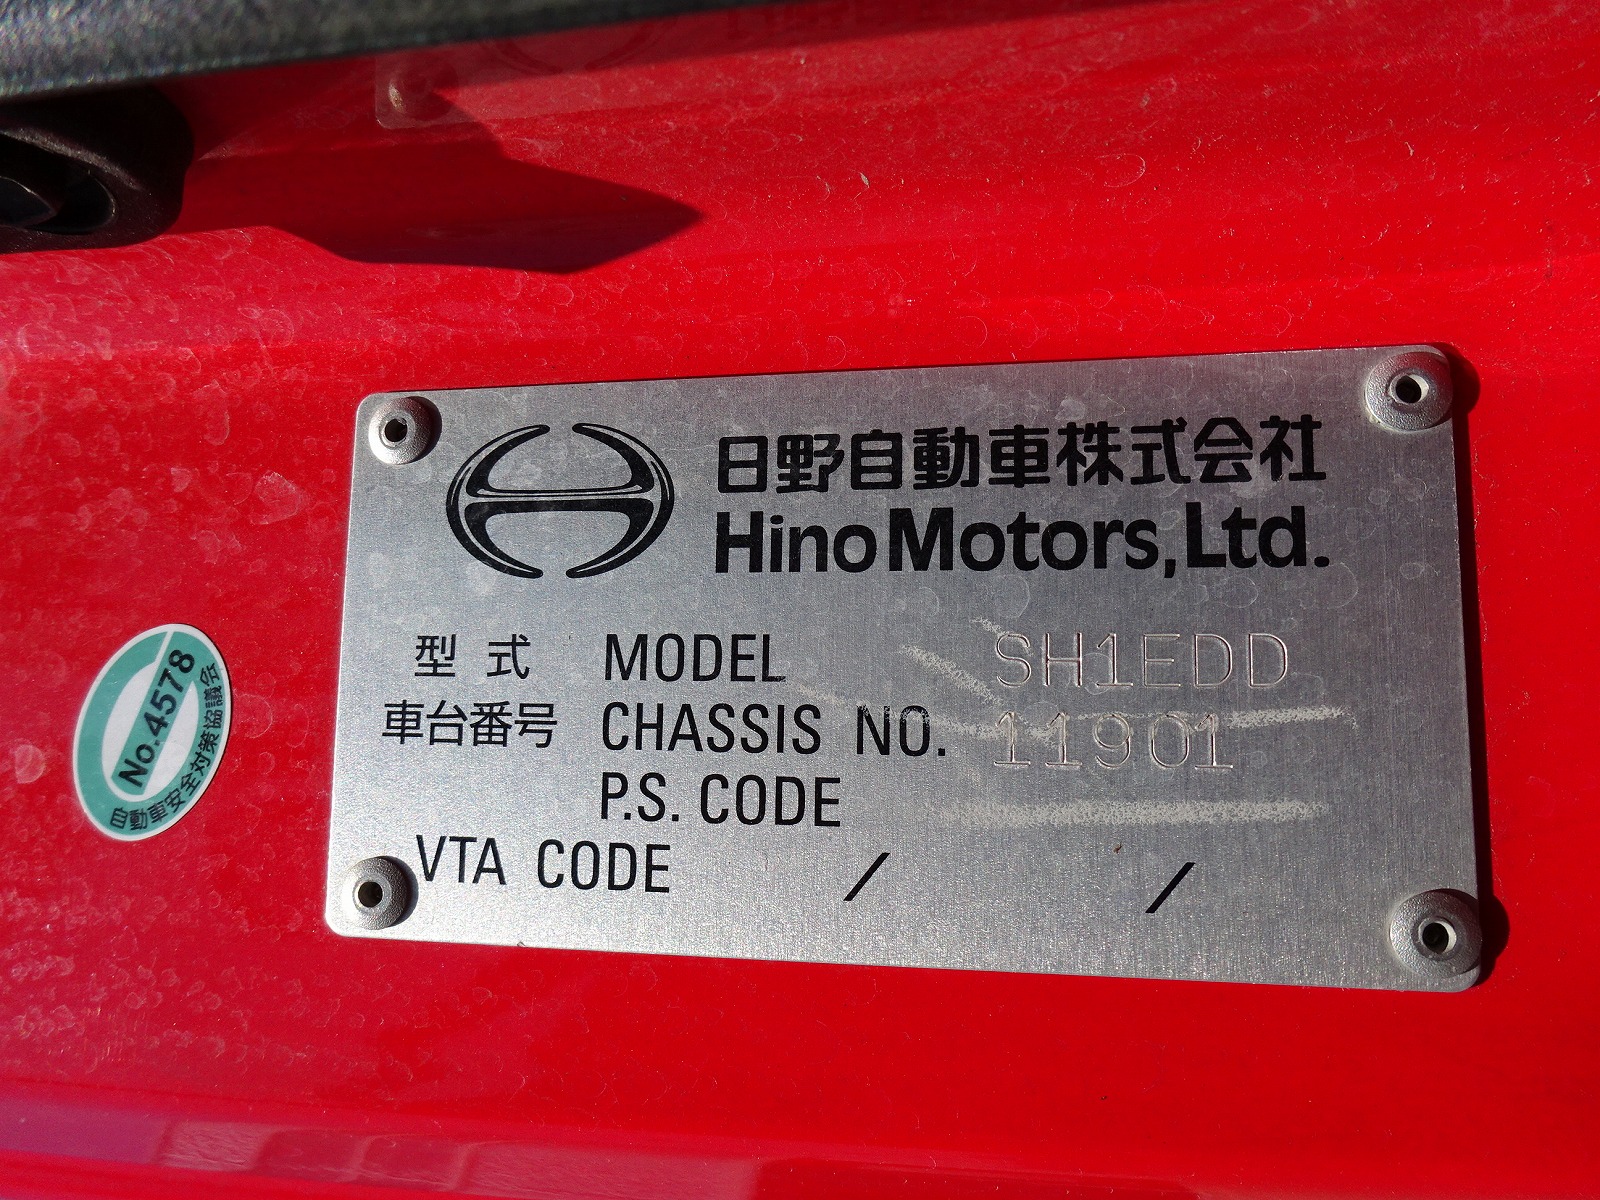 日野自動車株式会社
Hino Motors, Ltd.
型式 MODEL SH1EDD
車台番号 CHASSIS NO. 11901
P.S. CODE
VTA CODE / /
No.4578
自動車安全対策協議会